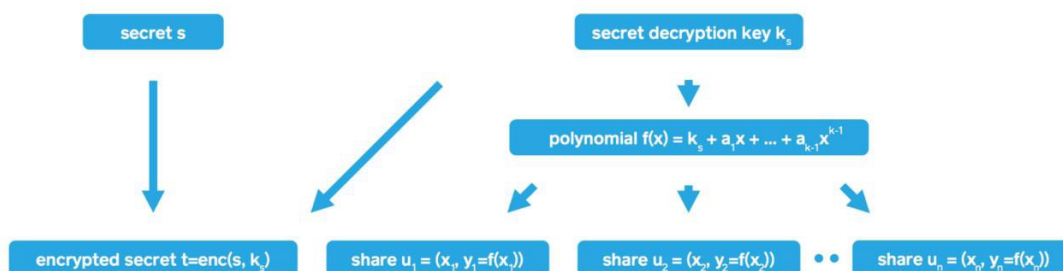 secret s
secret decryption key kₛ
polynomial f(x) = kₛ + a₁x + ... + aₖ₋₁xᵏ⁻¹
encrypted secret t=enc(s, kₛ)
share u₁ = (x₁, y₁=f(x₁))
share u₂ = (x₂, y₂=f(x₂))
share uₙ = (xₙ, yₙ=f(xₙ))